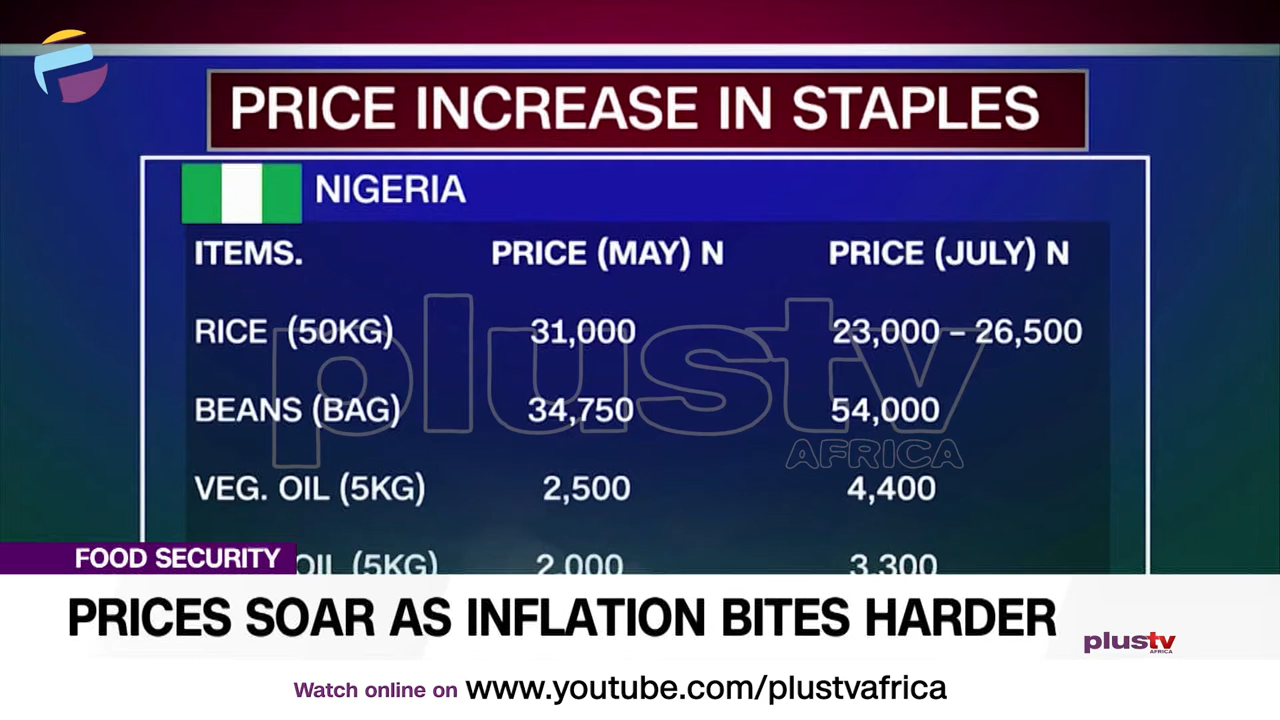 PRICE INCREASE IN STAPLES
NIGERIA
ITEMS. PRICE (MAY) N PRICE (JULY) N
RICE (50KG) 31,000 23,000 – 26,500
BEANS (BAG) 34,750 54,000
VEG. OIL (5KG) 2,500 4,400
OIL (5KG) 2,000 3,300
plustv
AFRICA
FOOD SECURITY
PRICES SOAR AS INFLATION BITES HARDER
plustv
AFRICA
Watch online on www.youtube.com/plustvafrica